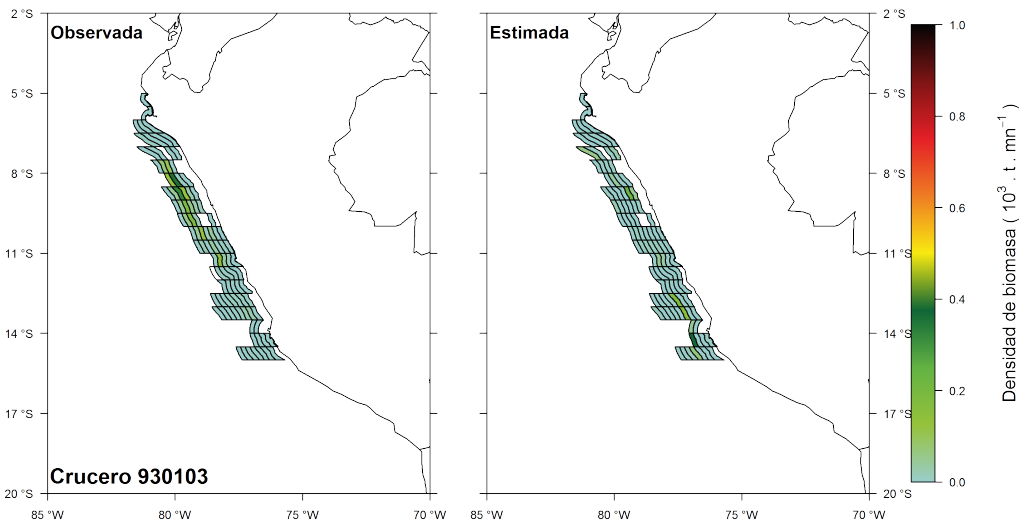 Observada
Estimada
Crucero 930103
2 °S
5 °S
8 °S
11 °S
14 °S
17 °S
20 °S
85 °W
80 °W
75 °W
70 °W
2 °S
5 °S
8 °S
11 °S
14 °S
17 °S
20 °S
85 °W
80 °W
75 °W
70 °W
1.0
0.8
0.6
0.4
0.2
0.0
Densidad de biomasa ( 10³ . t . mn⁻¹ )